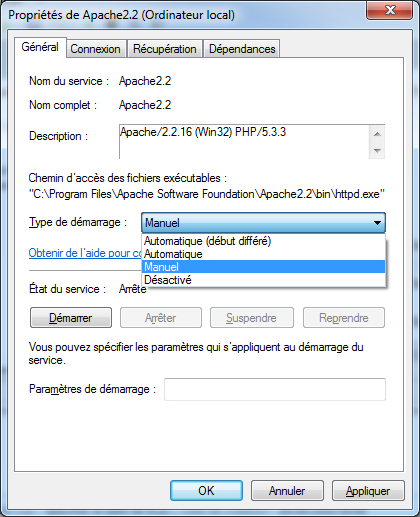 Propriétés de Apache2.2 (Ordinateur local)
Général Connexion Récupération Dépendances
Nom du service : Apache2.2
Nom complet : Apache2.2
Description : Apache/2.2.16 (Win32) PHP/5.3.3
Chemin d'accès des fichiers exécutables :
"C:\Program Files\Apache Software Foundation\Apache2.2\bin\httpd.exe"
Type de démarrage : Manuel
Automatique (début différé)
Obtenir de l'aide pour Automatique
Manuel
Désactivé
État du service : Arrêté
Démarrer Arrêter Suspendre Reprendre
Vous pouvez spécifier les paramètres qui s'appliquent au démarrage du
service.
Paramètres de démarrage :
OK Annuler Appliquer